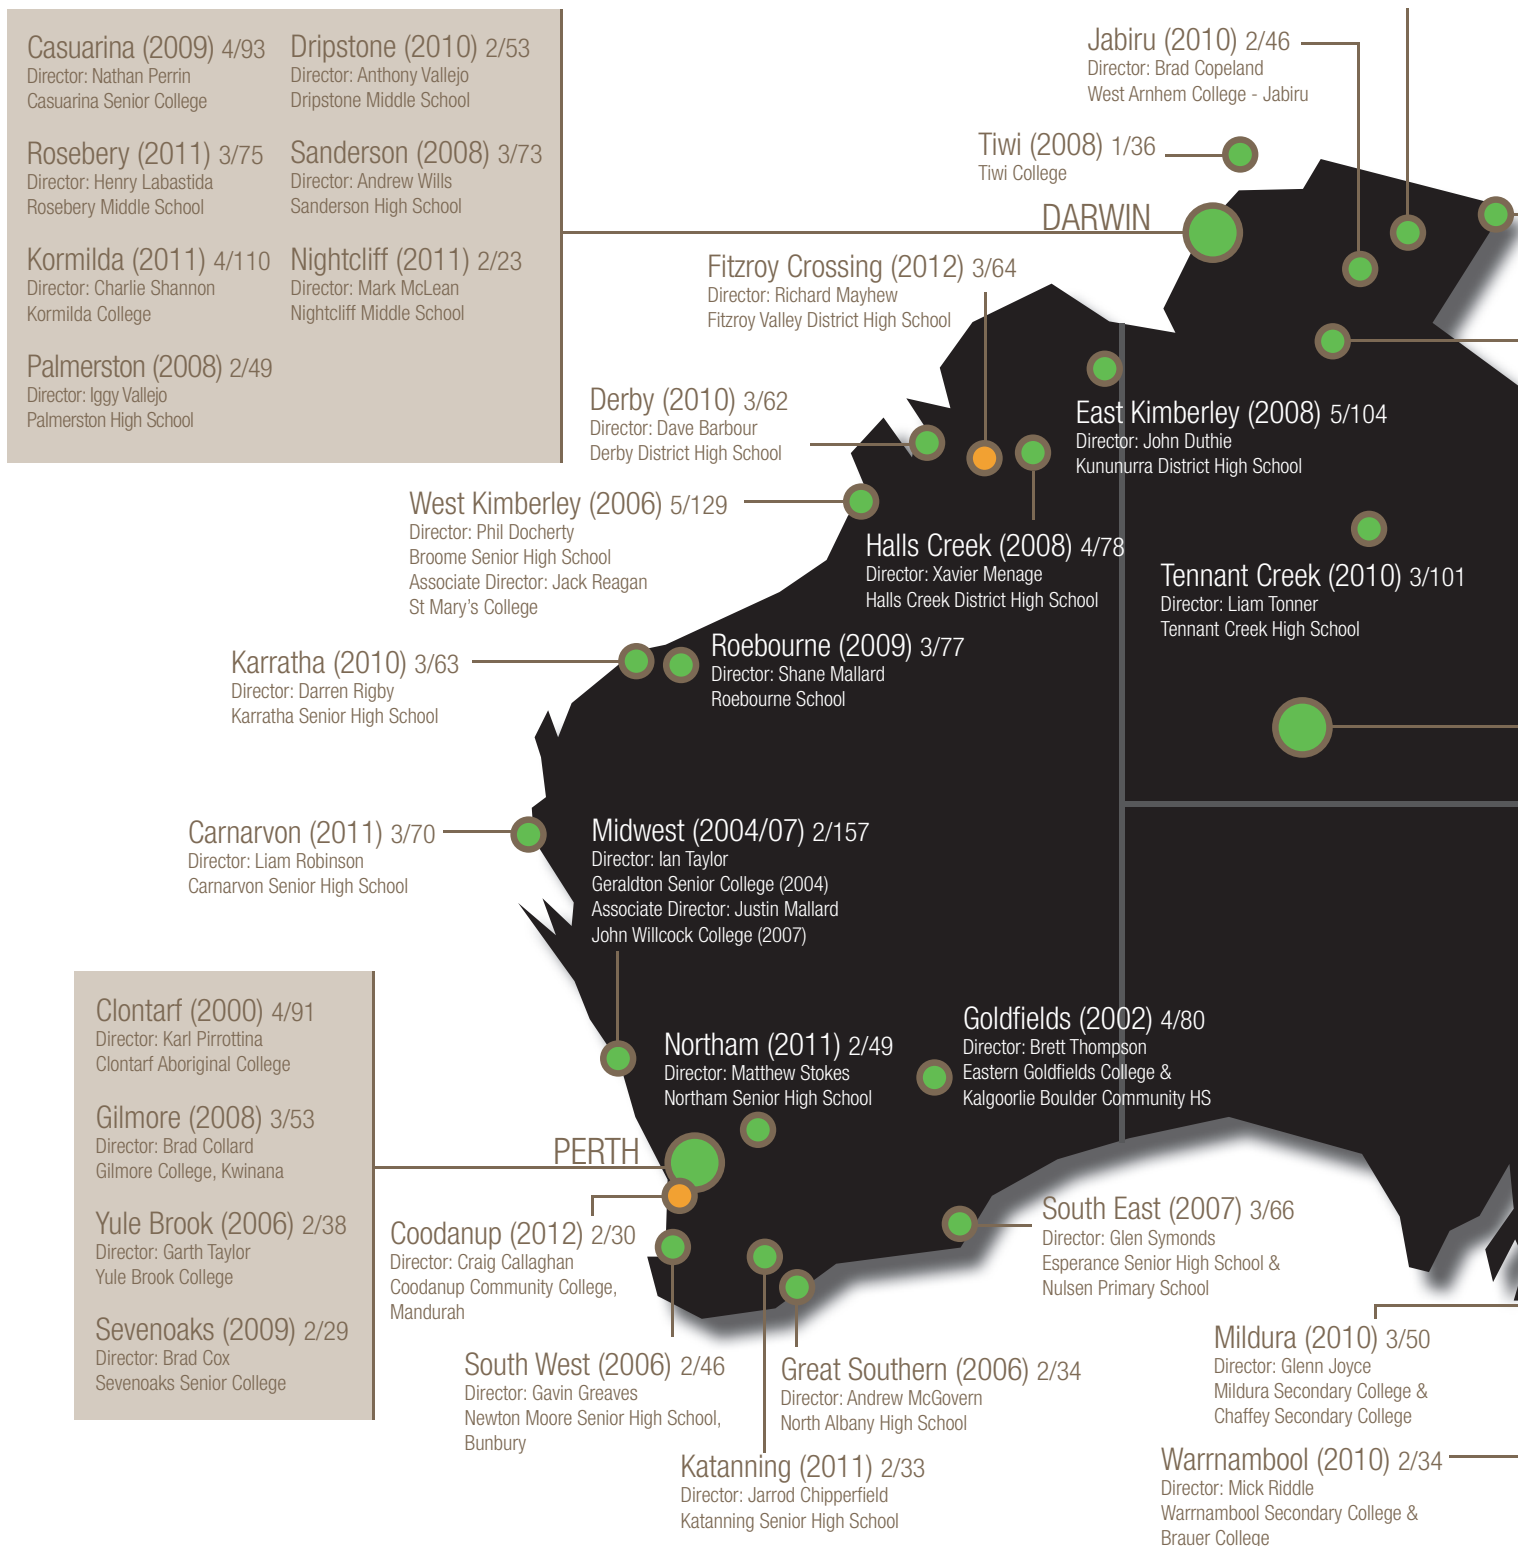 Casuarina (2009) 4/93
Director: Nathan Perrin
Casuarina Senior College
Dripstone (2010) 2/53
Director: Anthony Vallejo
Dripstone Middle School
Rosebery (2011) 3/75
Director: Henry Labastida
Rosebery Middle School
Sanderson (2008) 3/73
Director: Andrew Wills
Sanderson High School
Kormilda (2011) 4/110
Director: Charlie Shannon
Kormilda College
Nightcliff (2011) 2/23
Director: Mark McLean
Nightcliff Middle School
Palmerston (2008) 2/49
Director: Iggy Vallejo
Palmerston High School
Jabiru (2010) 2/46
Director: Brad Copeland
West Arnhem College - Jabiru
Tiwi (2008) 1/36
Tiwi College
DARWIN
Fitzroy Crossing (2012) 3/64
Director: Richard Mayhew
Fitzroy Valley District High School
Derby (2010) 3/62
Director: Dave Barbour
Derby District High School
East Kimberley (2008) 5/104
Director: John Duthie
Kununurra District High School
West Kimberley (2006) 5/129
Director: Phil Docherty
Broome Senior High School
Associate Director: Jack Reagan
St Mary's College
Halls Creek (2008) 4/78
Director: Xavier Menage
Halls Creek District High School
Tennant Creek (2010) 3/101
Director: Liam Tonner
Tennant Creek High School
Karratha (2010) 3/63
Director: Darren Rigby
Karratha Senior High School
Roebourne (2009) 3/77
Director: Shane Mallard
Roebourne School
Carnarvon (2011) 3/70
Director: Liam Robinson
Carnarvon Senior High School
Midwest (2004/07) 2/157
Director: Ian Taylor
Geraldton Senior College (2004)
Associate Director: Justin Mallard
John Willcock College (2007)
Clontarf (2000) 4/91
Director: Karl Pirrottina
Clontarf Aboriginal College
Gilmore (2008) 3/53
Director: Brad Collard
Gilmore College, Kwinana
Yule Brook (2006) 2/38
Director: Garth Taylor
Yule Brook College
Sevenoaks (2009) 2/29
Director: Brad Cox
Sevenoaks Senior College
Northam (2011) 2/49
Director: Matthew Stokes
Northam Senior High School
Goldfields (2002) 4/80
Director: Brett Thompson
Eastern Goldfields College &
Kalgoorlie Boulder Community HS
PERTH
Coodanup (2012) 2/30
Director: Craig Callaghan
Coodanup Community College,
Mandurah
South East (2007) 3/66
Director: Glen Symonds
Esperance Senior High School &
Nulsen Primary School
South West (2006) 2/46
Director: Gavin Greaves
Newton Moore Senior High School,
Bunbury
Great Southern (2006) 2/34
Director: Andrew McGovern
North Albany High School
Katanning (2011) 2/33
Director: Jarrod Chipperfield
Katanning Senior High School
Mildura (2010) 3/50
Director: Glenn Joyce
Mildura Secondary College &
Chaffey Secondary College
Warrnambool (2010) 2/34
Director: Mick Riddle
Warrnambool Secondary College &
Brauer College